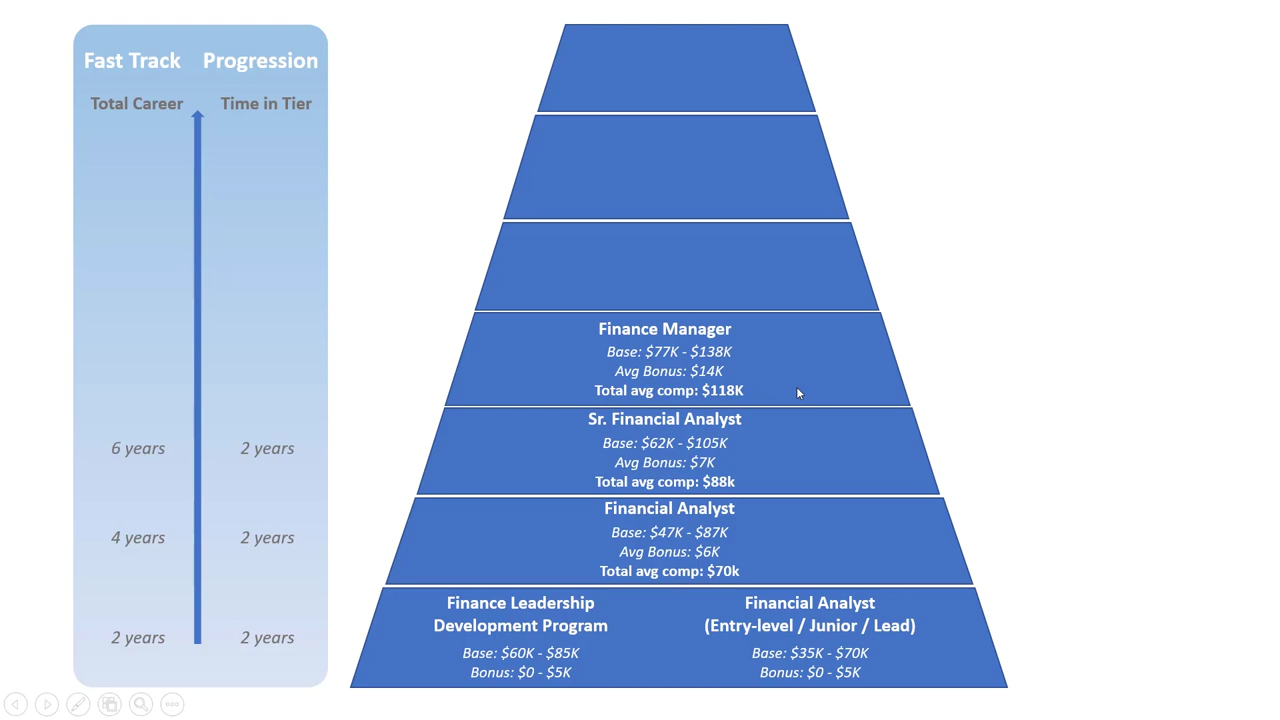 Fast Track Progression
Total Career Time in Tier
Finance Manager
Base: $77K - $138K
Avg Bonus: $14K
Total avg comp: $118K
6 years 2 years
Sr. Financial Analyst
Base: $62K - $105K
Avg Bonus: $7K
Total avg comp: $88k
4 years 2 years
Financial Analyst
Base: $47K - $87K
Avg Bonus: $6K
Total avg comp: $70k
2 years 2 years
Finance Leadership
Development Program
Base: $60K - $85K
Bonus: $0 - $5K
Financial Analyst
(Entry-level / Junior / Lead)
Base: $35K - $70K
Bonus: $0 - $5K